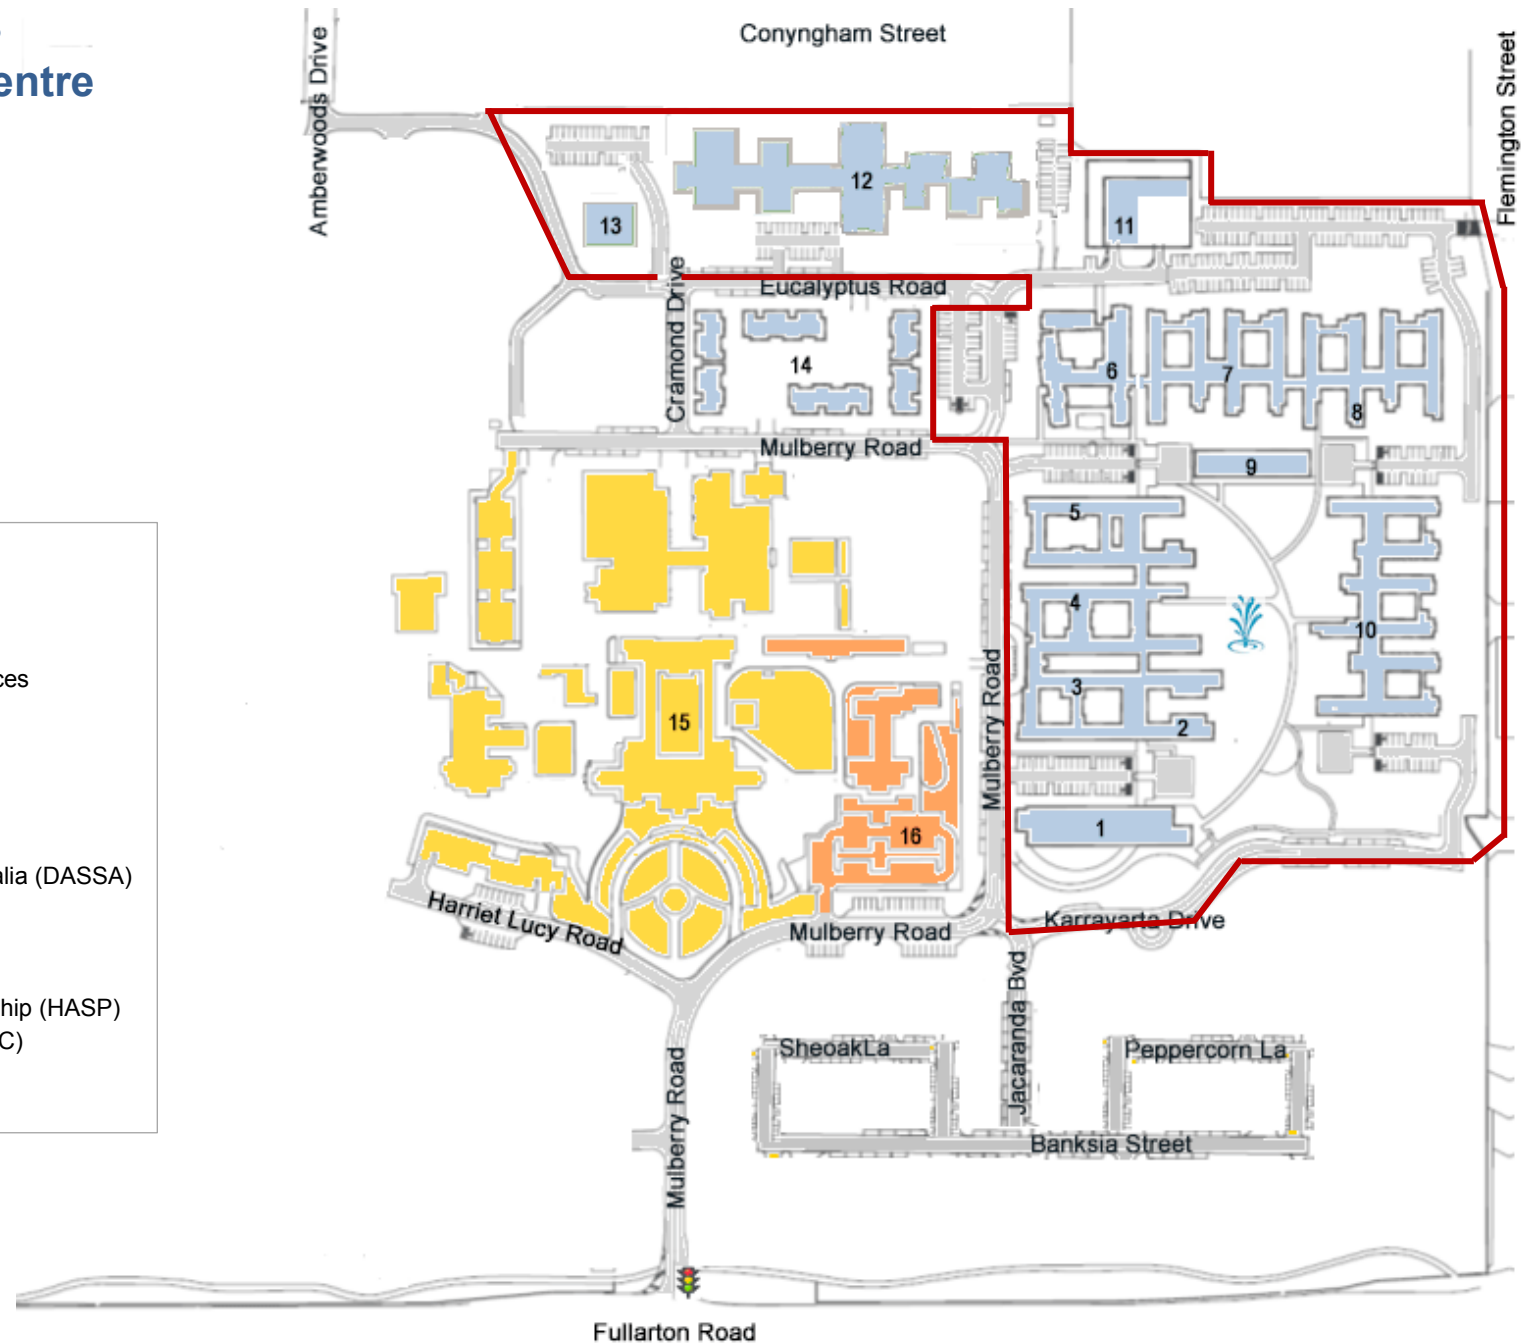 entre
Conyngham Street
Amberwoods Drive
Flemington Street
12
13
11
Eucalyptus Road
Cramond Drive
14
6
7
8
Mulberry Road
9
5
4
10
3
2
15
Mulberry Road
1
16
ces
alia (DASSA)
hip (HASP)
C)
Harriet Lucy Road
Mulberry Road
Karrayarta Drive
Jacaranda Bvd
SheoakLa
Peppercorn La
Banksia Street
Mulberry Road
Fullarton Road